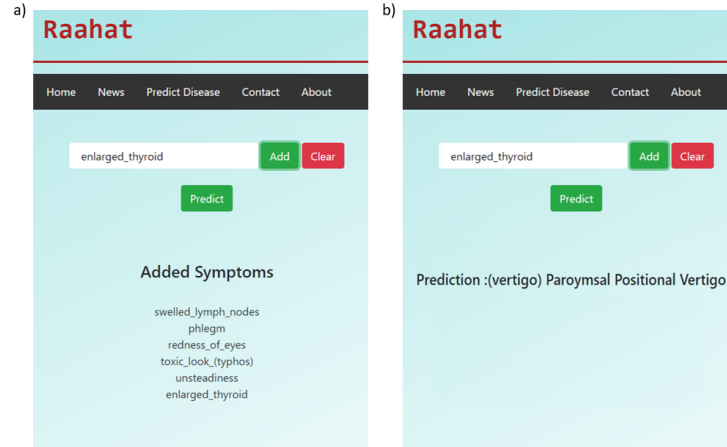 a)
Raahat
Home News Predict Disease Contact About
enlarged_thyroid Add Clear
Predict
Added Symptoms
swelled_lymph_nodes
phlegm
redness_of_eyes
toxic_look_(typhos)
unsteadiness
enlarged_thyroid
b)
Raahat
Home News Predict Disease Contact About
enlarged_thyroid Add Clear
Predict
Prediction :(vertigo) Paroymsal Positional Vertigo